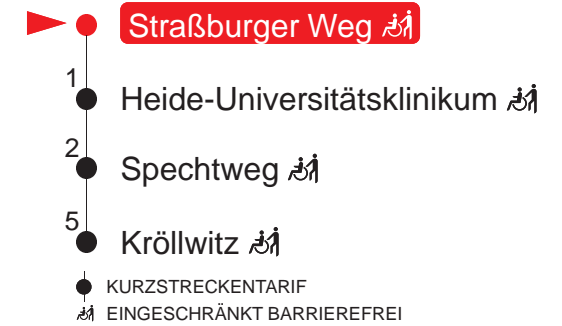 Straßburger Weg
1
Heide-Universitätsklinikum
2
Spechtweg
5
Kröllwitz
KURZSTRECKENTARIF
EINGESCHRÄNKT BARRIEREFREI